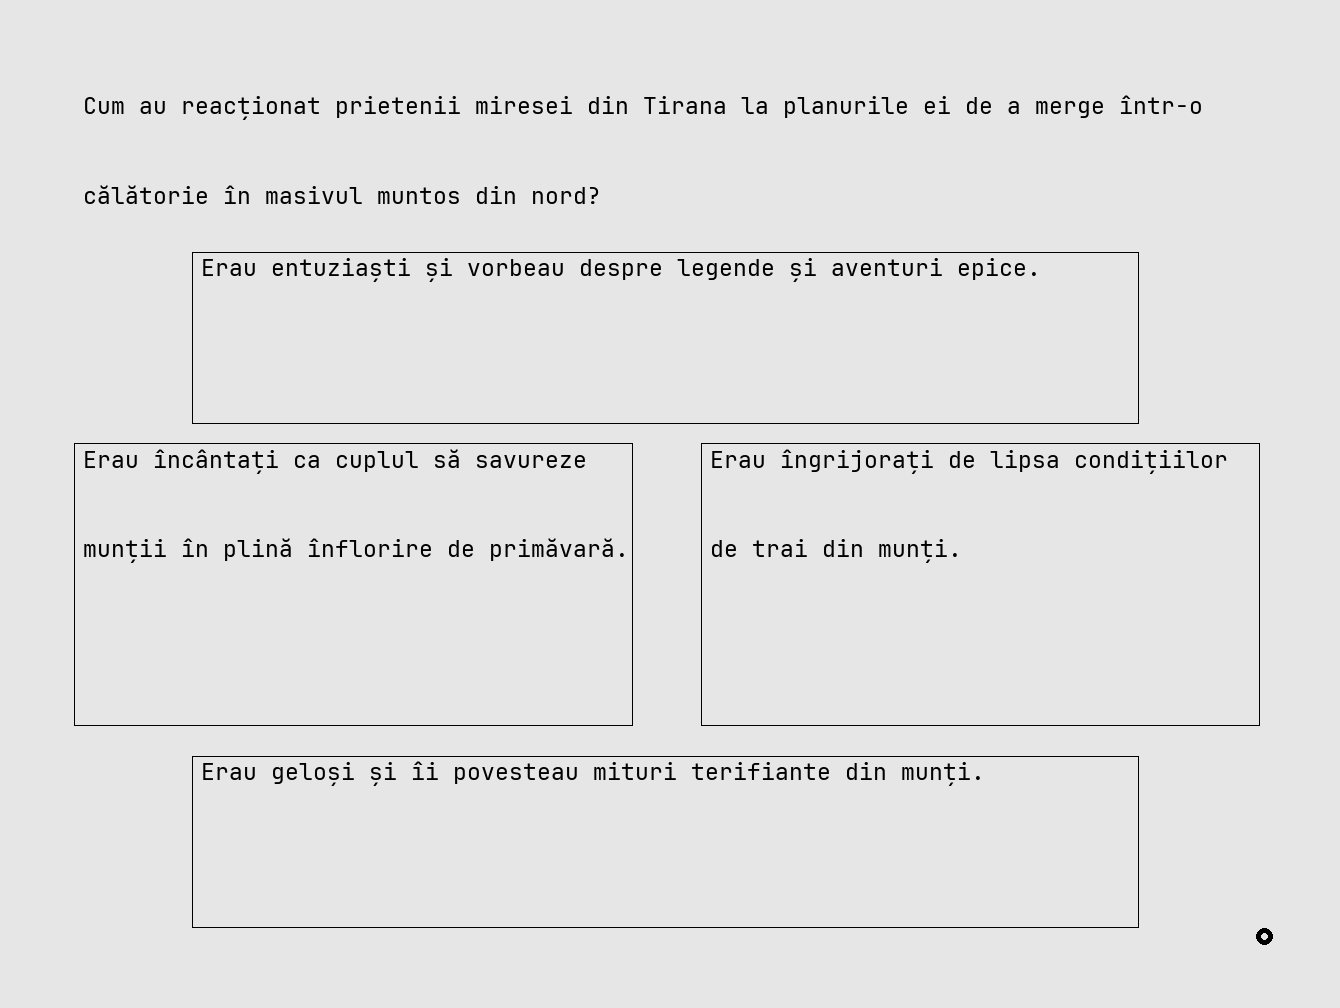 Cum au reacționat prietenii miresei din Tirana la planurile ei de a merge într-o
călătorie în masivul muntos din nord?
Erau entuziaști și vorbeau despre legende și aventuri epice.
Erau încântați ca cuplul să savureze
munții în plină înflorire de primăvară.
Erau îngrijorați de lipsa condițiilor
de trai din munți.
Erau geloși și îi povesteau mituri terifiante din munți.